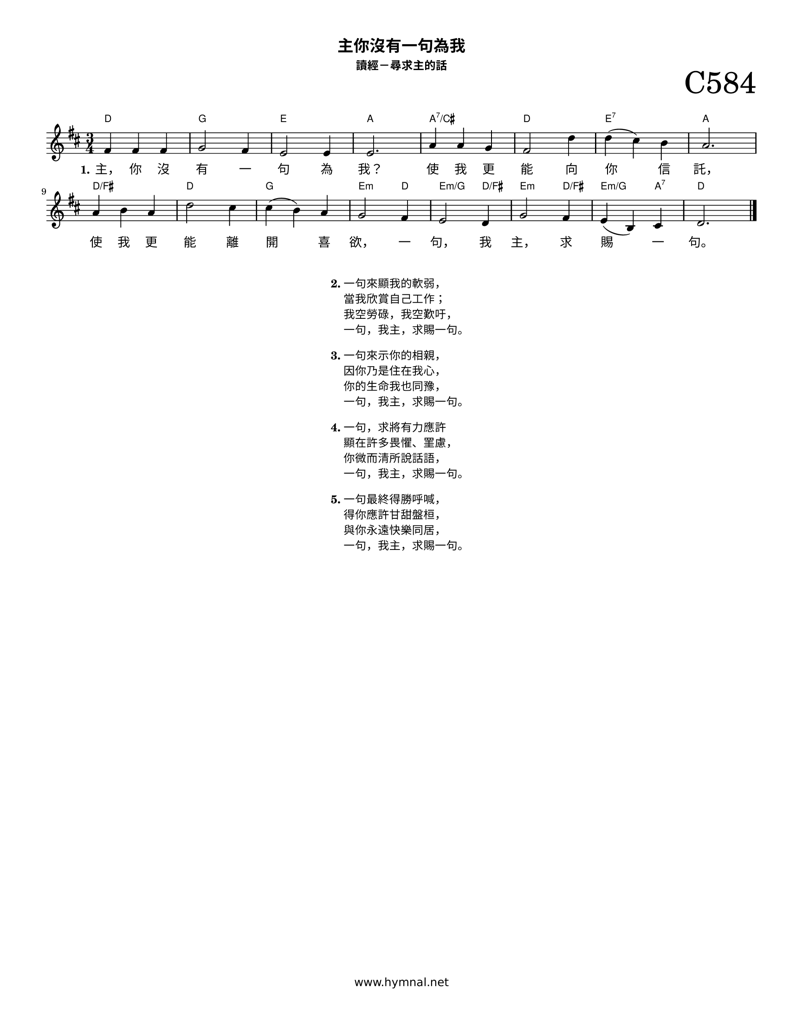 主你沒有一句為我
讀經－尋求主的話
C584
D G E A A7/C♯ D E7 A
1. 主， 你 沒 有 一 句 為 我？ 使 我 更 能 向 你 信 託，
9 D/F♯ D G Em D Em/G D/F♯ Em D/F♯ Em/G A7 D
使 我 更 能 離 開 喜 欲， 一 句， 我 主， 求 賜 一 句。
2. 一句來顯我的軟弱，
當我欣賞自己工作；
我空勞碌，我空歎吁，
一句，我主，求賜一句。
3. 一句來示你的相親，
因你乃是住在我心，
你的生命我也同豫，
一句，我主，求賜一句。
4. 一句，求將有力應許
顯在許多畏懼、罣慮，
你微而清所說話語，
一句，我主，求賜一句。
5. 一句最終得勝呼喊，
得你應許甘甜盤桓，
與你永遠快樂同居，
一句，我主，求賜一句。
www.hymnal.net